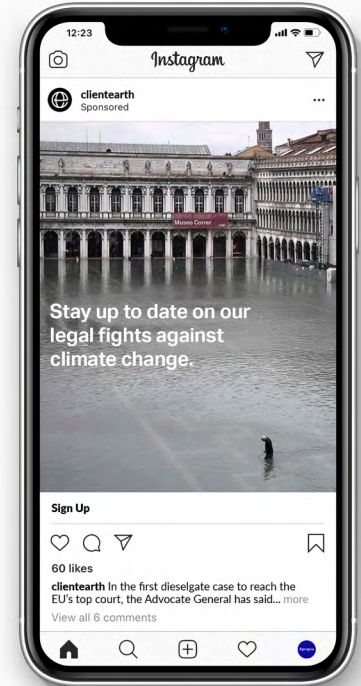 12:23
Instagram
clientearth
Sponsored
Museo Correr
Stay up to date on our
legal fights against
climate change.
Sign Up
60 likes
clientearth In the first dieselgate case to reach the
EU's top court, the Advocate General has said... more
View all 6 comments
Apropos